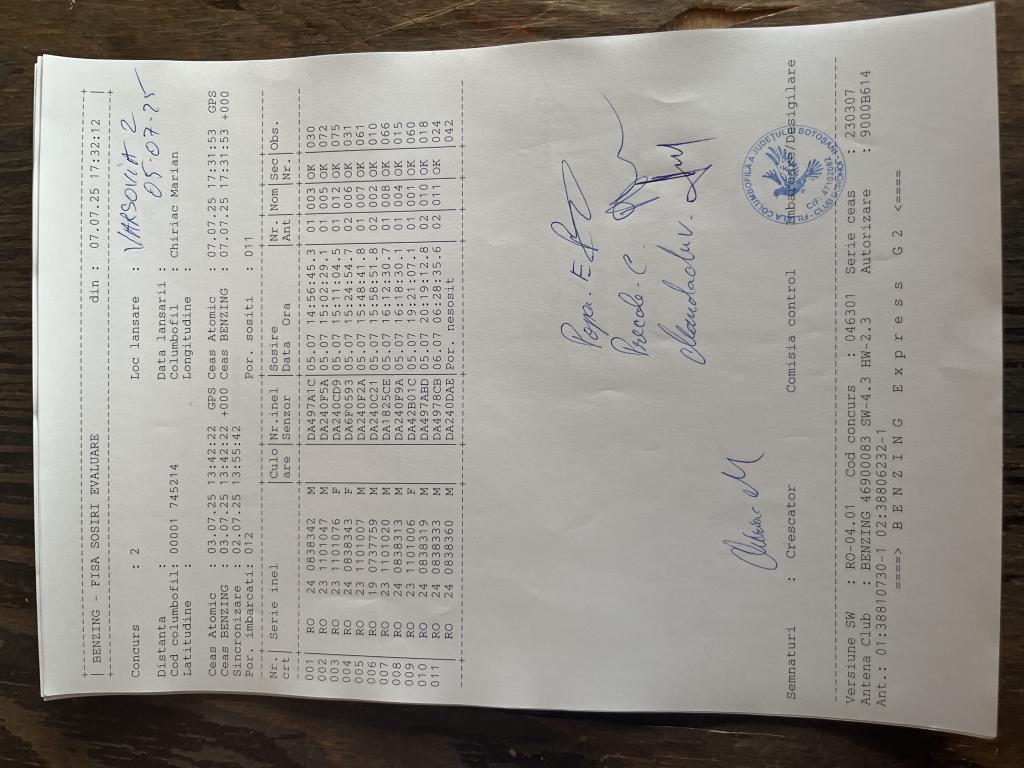 +--------------------------------------------------------------+
| BENZING - FISA SOSIRI EVALUARE din : 07.07.25 17:32:12 |
+--------------------------------------------------------------+
Concurs : 2 Loc lansare : VARSOVIA 2
Distanta : Data lansarii : 05-07-25
Cod columbofil: 00001 745214 Columbofil : Chiriac Marian
Latitudine : Longitudine :
Ceas Atomic : 03.07.25 13:42:22 GPS Ceas Atomic : 07.07.25 17:31:53 GPS
Ceas BENZING : 03.07.25 13:42:22 +000 Ceas BENZING : 07.07.25 17:31:53 +000
Sincronizare : 02.07.25 13:55:42
Por. imbarcati: 012 Por. sositi : 011
Nr.| Serie inel |Culo|Nr.inel |Sosire |Nr. |Nom|Sec|Obs.
crt| |are |Senzor |Data Ora |Ant | |Nr.|
001| RO 24 0838342 M| |DA497A1C|05.07 14:56:45.3| 01|003|OK |030
002| RO 23 1101047 M| |DA240F5A|05.07 15:02:29.1| 01|005|OK |072
003| RO 23 1101076 F| |DA240CD9|05.07 15:11:04.5| 01|006|OK |075
004| RO 24 0838343 F| |DA6F0593|05.07 15:24:54.7| 02|006|OK |031
005| RO 23 1101007 M| |DA240F2A|05.07 15:48:41.8| 01|007|OK |061
006| RO 19 0737759 M| |DA240C21|05.07 15:58:51.8| 02|002|OK |010
007| RO 23 1101020 M| |DA1825CE|05.07 16:12:30.7| 01|008|OK |066
008| RO 24 0838313 M| |DA240F9A|05.07 16:18:30.1| 02|004|OK |015
009| RO 23 1101006 F| |DA42B01C|05.07 19:21:07.1| 01|001|OK |060
010| RO 24 0838319 M| |DA497ABD|05.07 20:19:12.8| 02|010|OK |018
011| RO 24 0838333 M| |DA4978CB|06.07 06:28:35.6| 02|011|OK |024
RO 24 0838360 M| |DA240DAE|Por. nesosit | | | |042
Popa. E
Precob. C.
Chiriac M
Semnaturi : Crescator Comisia control Imbarcare/Desigilare
FILIALA COLUMBOFILA A JUDETULUI BOTOSANI
Versiune SW : RO-04.01 Cod concurs : 046301 Serie ceas : 230307
Antena Club : BENZING 46900083 SW-4.3 HW-2.3 Autorizare : 9000B614
Ant.: 01:38810730-1 02:38806232-1
====> B E N Z I N G E x p r e s s G 2 <====